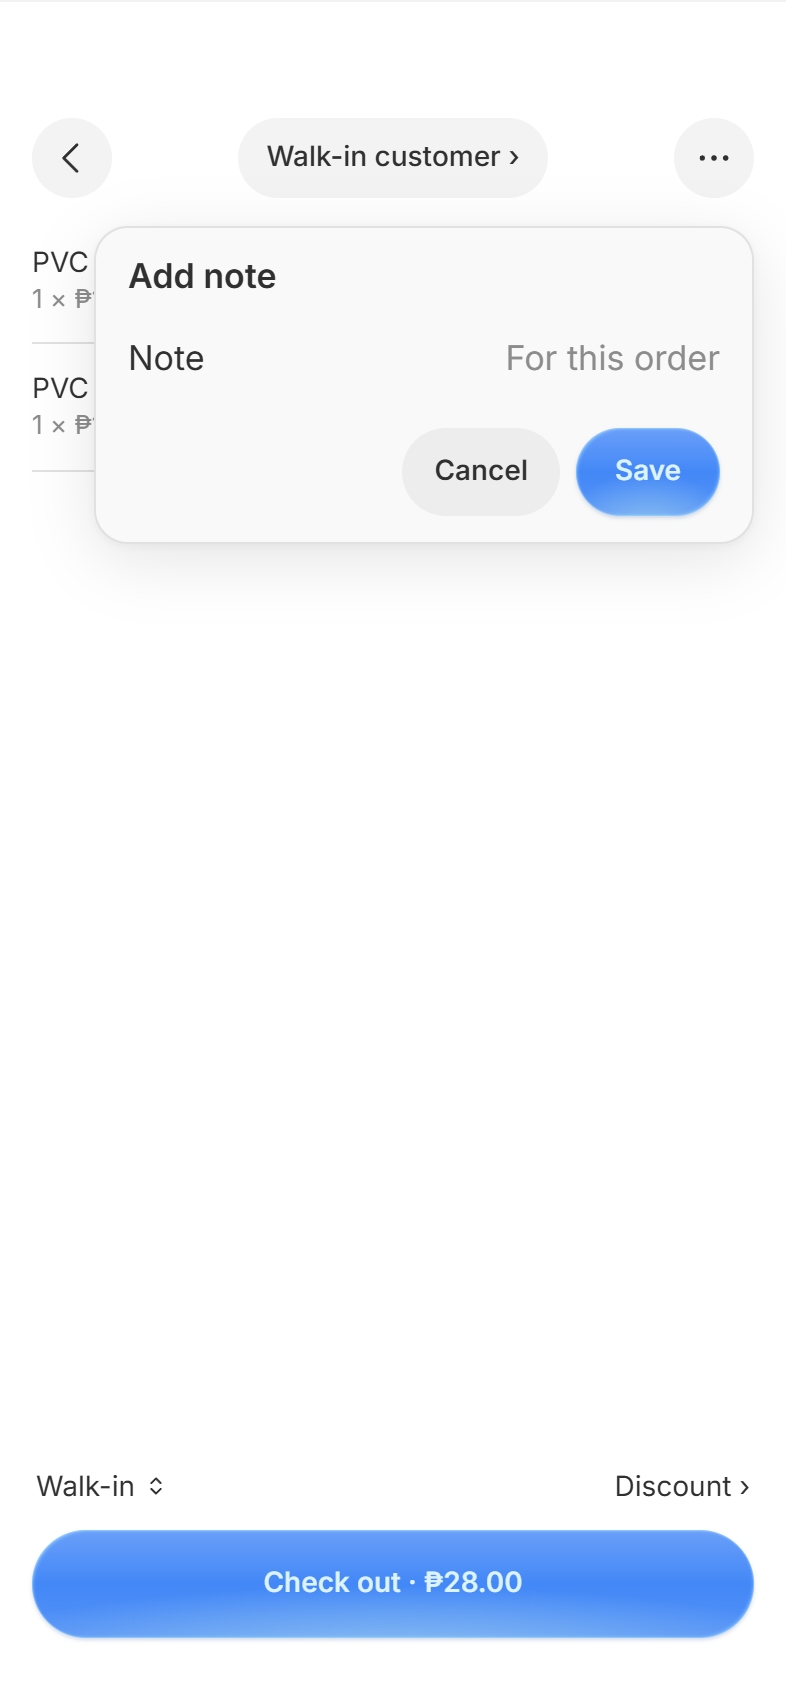 Walk-in customer ›
PVC
1 × ₱
Add note
Note For this order
PVC
1 × ₱
Cancel Save
Walk-in Discount ›
Check out · ₱28.00